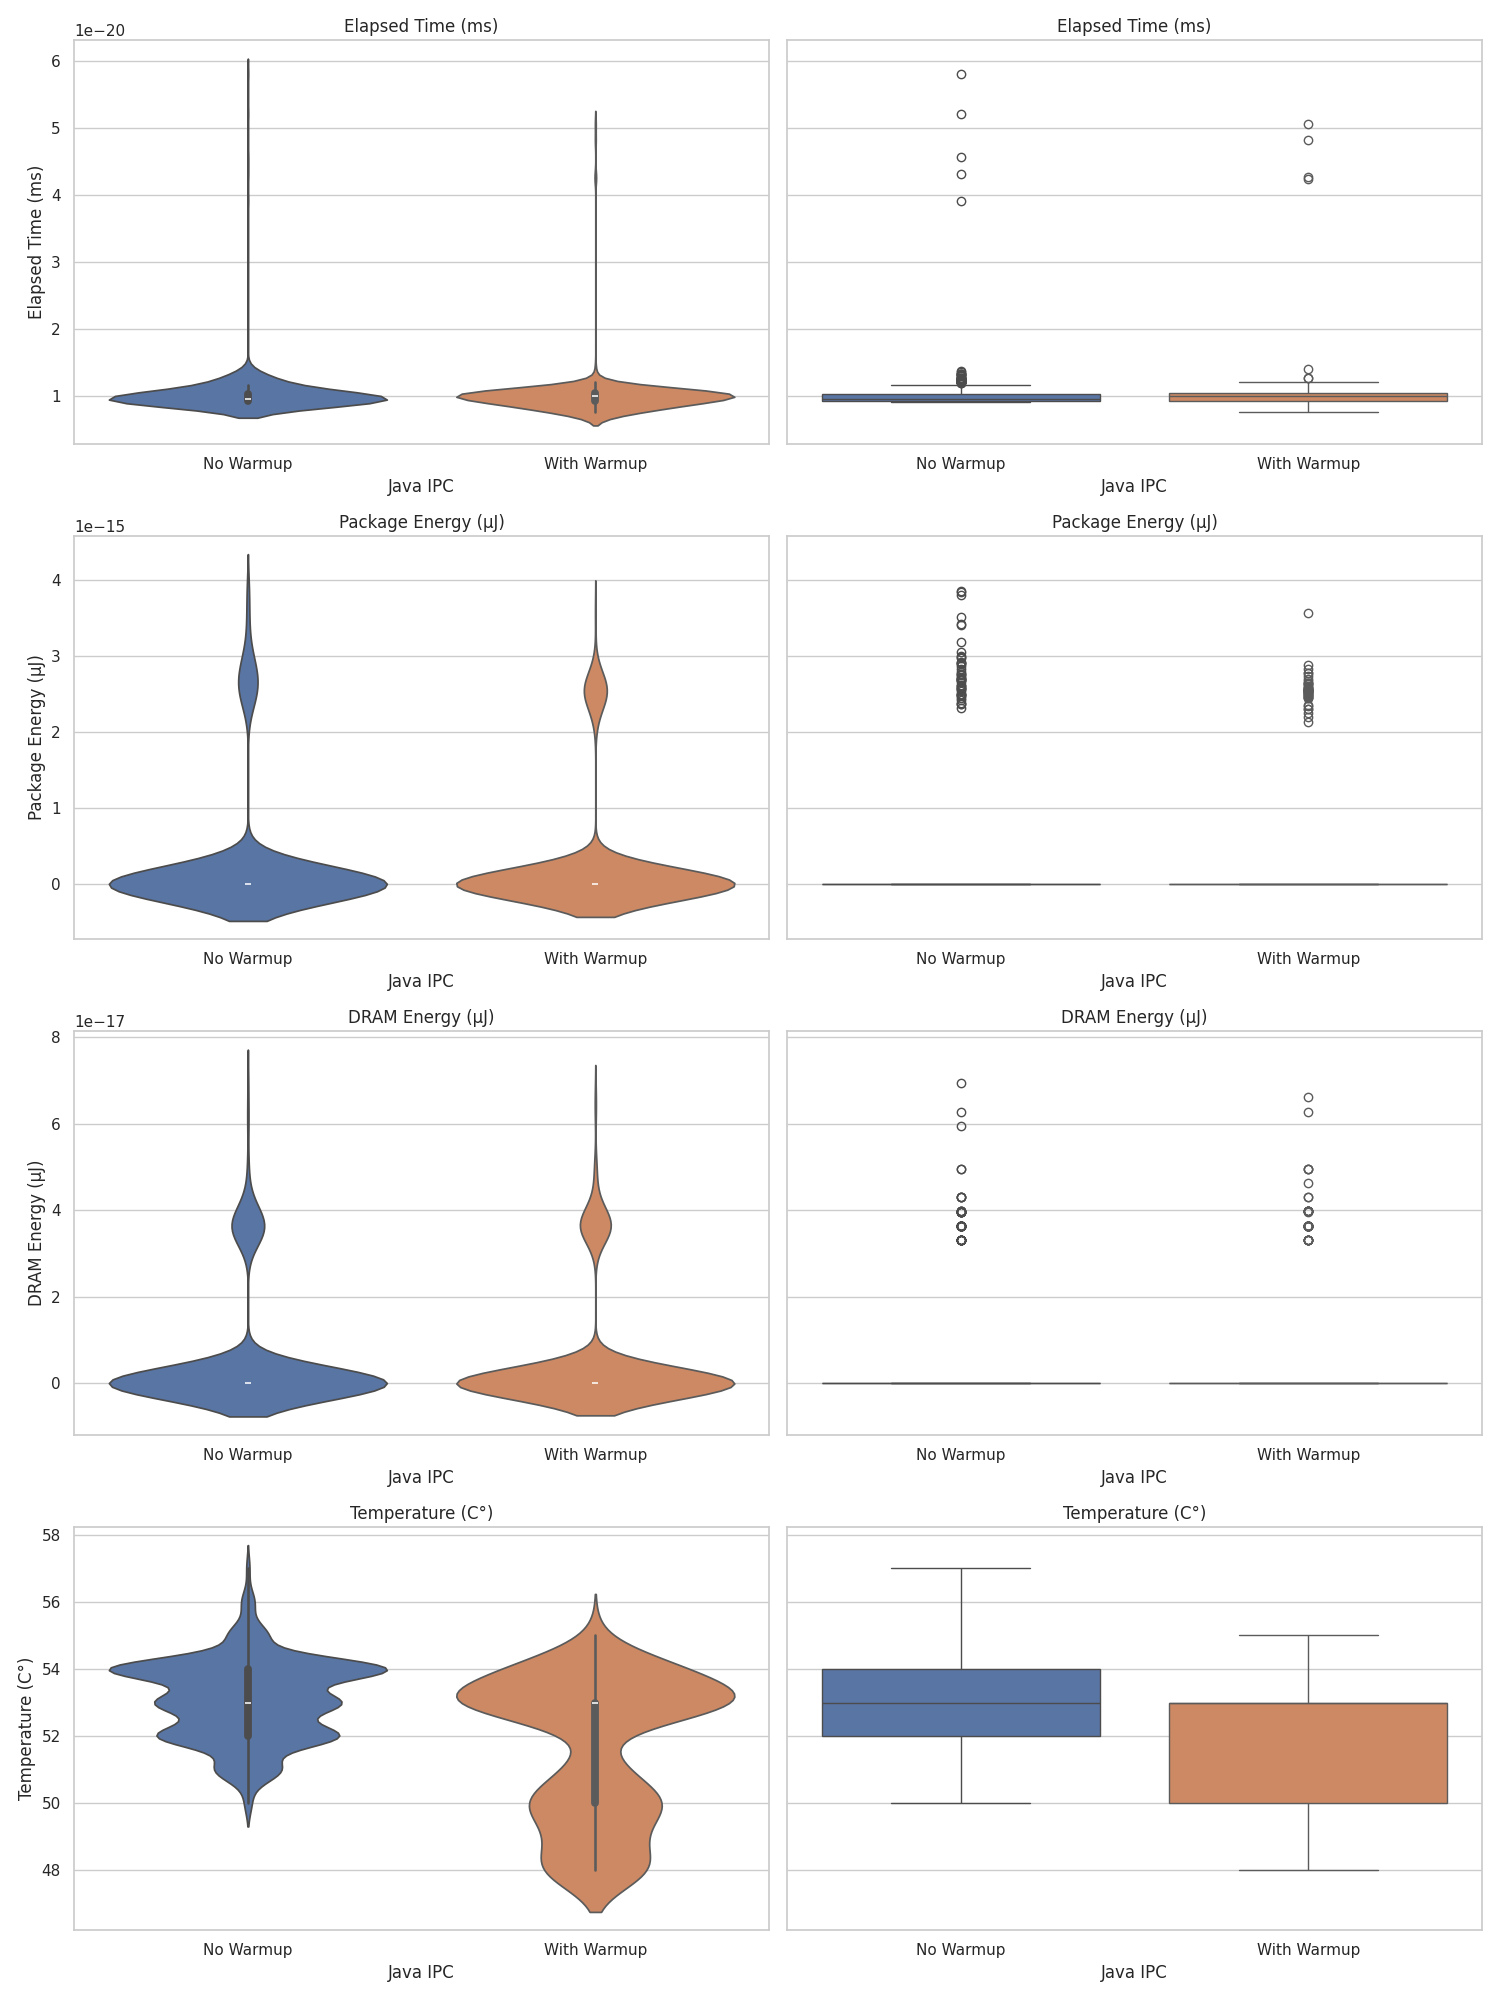 Elapsed Time (ms) Elapsed Time (ms)
1e−20
6
5
4
3
2
1
Elapsed Time (ms)
No Warmup With Warmup No Warmup With Warmup
Java IPC Java IPC
Package Energy (μJ) Package Energy (μJ)
1e−15
4
3
2
1
0
Package Energy (μJ)
No Warmup With Warmup No Warmup With Warmup
Java IPC Java IPC
DRAM Energy (μJ) DRAM Energy (μJ)
1e−17
8
6
4
2
0
DRAM Energy (μJ)
No Warmup With Warmup No Warmup With Warmup
Java IPC Java IPC
Temperature (C°) Temperature (C°)
58
56
54
52
50
48
Temperature (C°)
No Warmup With Warmup No Warmup With Warmup
Java IPC Java IPC